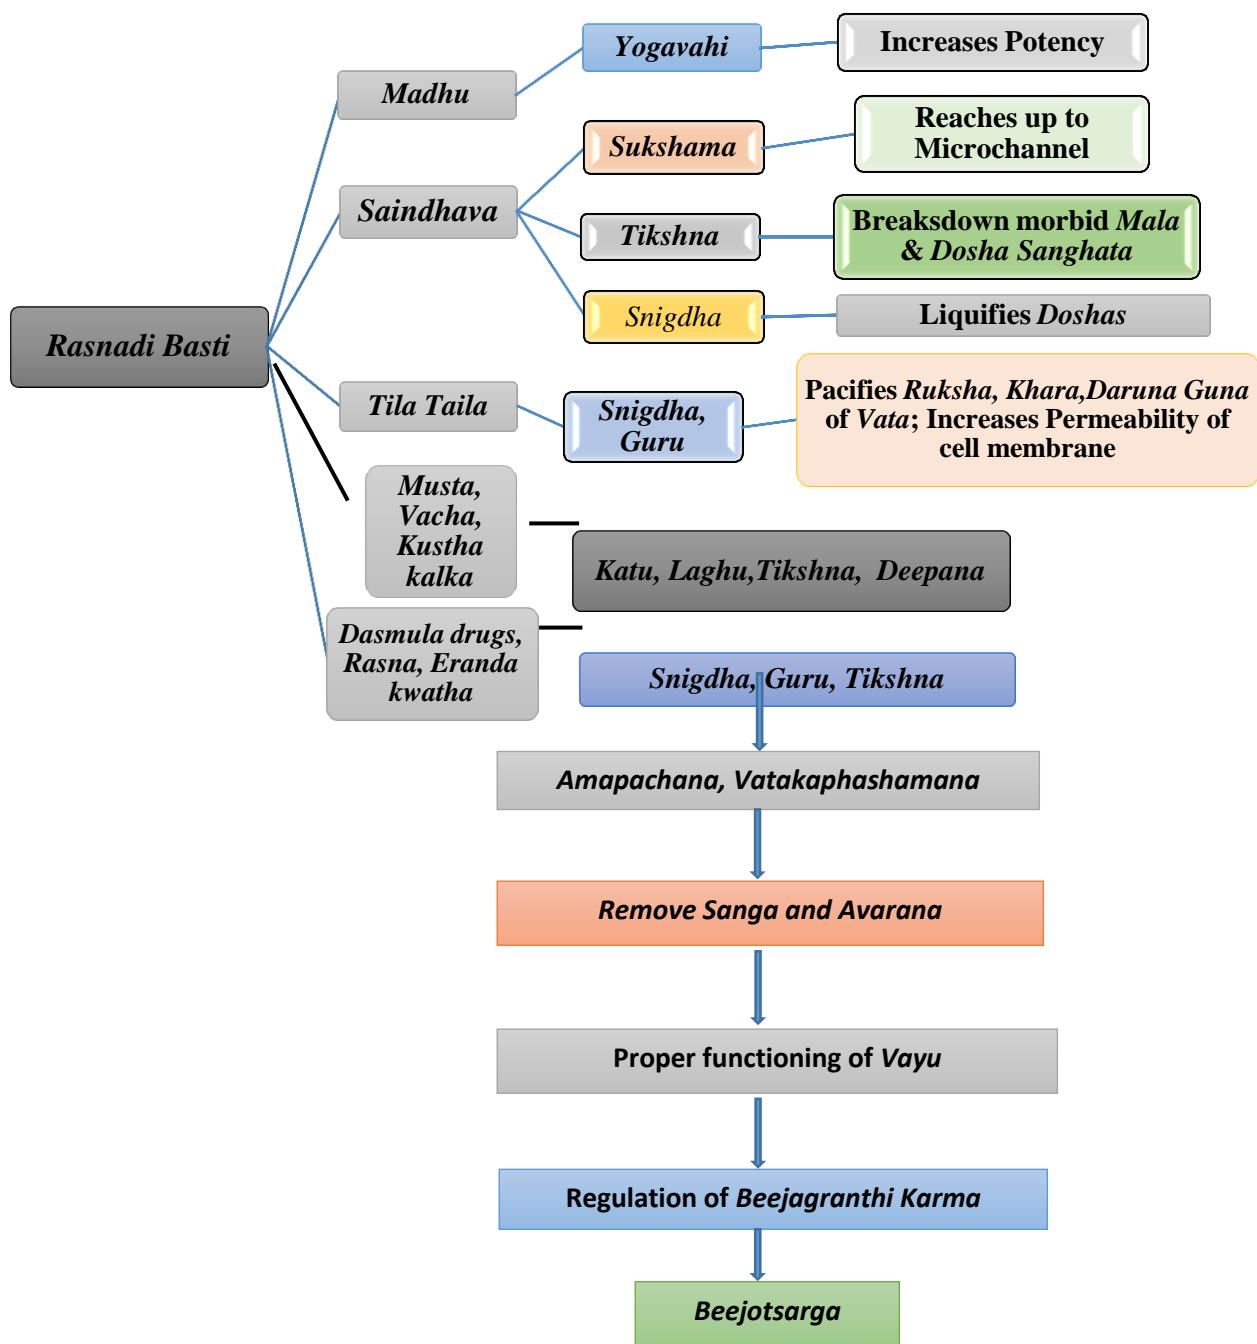 Rasnadi Basti
Madhu
Yogavahi
Increases Potency
Saindhava
Sukshama
Reaches up to
Microchannel
Tikshna
Breaksdown morbid Mala
& Dosha Sanghata
Snigdha
Liquifies Doshas
Tila Taila
Snigdha,
Guru
Pacifies Ruksha, Khara,Daruna Guna
of Vata; Increases Permeability of
cell membrane
Musta,
Vacha,
Kustha
kalka
Katu, Laghu,Tikshna, Deepana
Dasmula drugs,
Rasna, Eranda
kwatha
Snigdha, Guru, Tikshna
Amapachana, Vatakaphashamana
Remove Sanga and Avarana
Proper functioning of Vayu
Regulation of Beejagranthi Karma
Beejotsarga